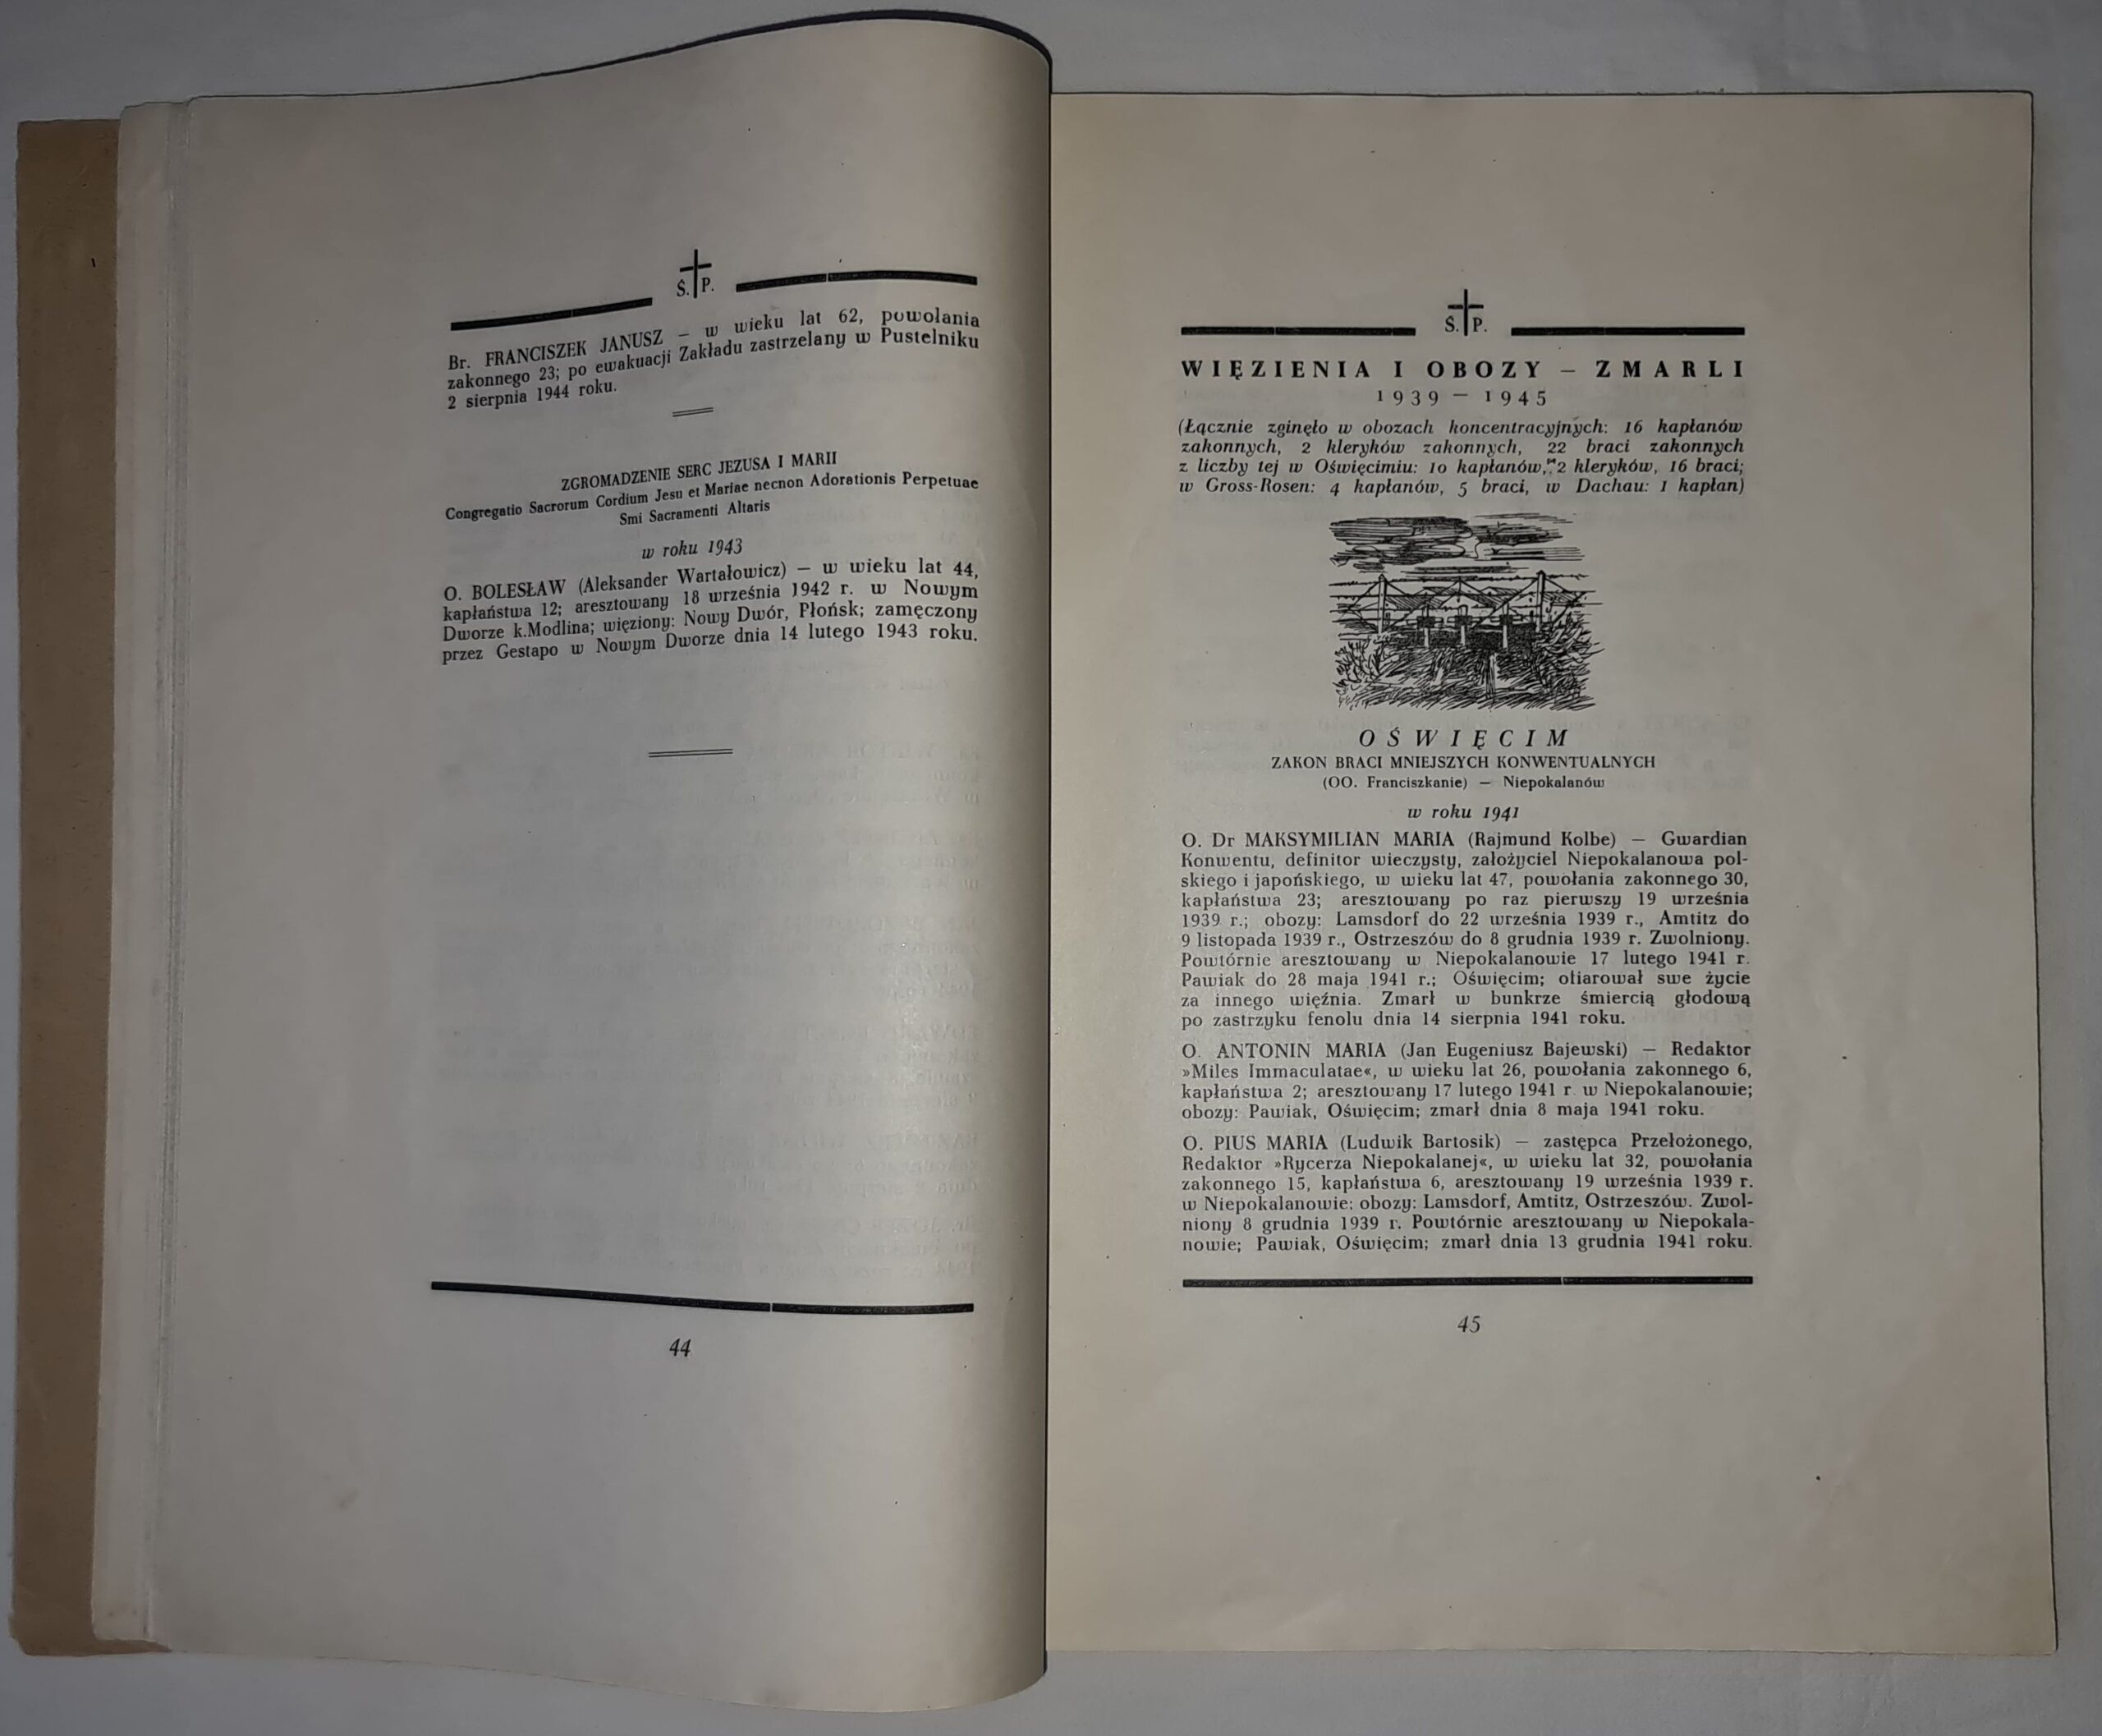 Ś. P.
Br. FRANCISZEK JANUSZ – w wieku lat 62, powołania
zakonnego 23; po ewakuacji Zakładu zastrzelany w Pustelniku
2 sierpnia 1944 roku.
ZGROMADZENIE SERC JEZUSA I MARII
Congregatio Sacrorum Cordium Jesu et Mariae necnon Adorationis Perpetuae
Smi Sacramenti Altaris
w roku 1943
O. BOLESŁAW (Aleksander Wartałowicz) – w wieku lat 44,
kapłaństwa 12; aresztowany 18 września 1942 r. w Nowym
Dworze k.Modlina; więziony: Nowy Dwór, Płońsk; zamęczony
przez Gestapo w Nowym Dworze dnia 14 lutego 1943 roku.
44
Ś. P.
WIĘZIENIA I OBOZY – ZMARLI
1939 – 1945
(Łącznie zginęło w obozach koncentracyjnych: 16 kapłanów
zakonnych, 2 kleryków zakonnych, 22 braci zakonnych
z liczby tej w Oświęcimiu: 10 kapłanów, 2 kleryków, 16 braci;
w Gross-Rosen: 4 kapłanów, 5 braci, w Dachau: 1 kapłan)
OŚWIĘCIM
ZAKON BRACI MNIEJSZYCH KONWENTUALNYCH
(OO. Franciszkanie) – Niepokalanów
w roku 1941
O. Dr MAKSYMILIAN MARIA (Rajmund Kolbe) – Gwardian
Konwentu, definitor wieczysty, założyciel Niepokalanowa pol-
skiego i japońskiego, w wieku lat 47, powołania zakonnego 30,
kapłaństwa 23; aresztowany po raz pierwszy 19 września
1939 r.; obozy: Lamsdorf do 22 września 1939 r., Amtitz do
9 listopada 1939 r., Ostrzeszów do 8 grudnia 1939 r. Zwolniony.
Powtórnie aresztowany w Niepokalanowie 17 lutego 1941 r.
Pawiak do 28 maja 1941 r.; Oświęcim; ofiarował swe życie
za innego więźnia. Zmarł w bunkrze śmiercią głodową
po zastrzyku fenolu dnia 14 sierpnia 1941 roku.
O. ANTONIN MARIA (Jan Eugeniusz Bajewski) – Redaktor
»Miles Immaculatae«, w wieku lat 26, powołania zakonnego 6,
kapłaństwa 2; aresztowany 17 lutego 1941 r. w Niepokalanowie;
obozy: Pawiak, Oświęcim; zmarł dnia 8 maja 1941 roku.
O. PIUS MARIA (Ludwik Bartosik) – zastępca Przełożonego,
Redaktor »Rycerza Niepokalanej«, w wieku lat 32, powołania
zakonnego 15, kapłaństwa 6, aresztowany 19 września 1939 r.
w Niepokalanowie: obozy: Lamsdorf, Amtitz, Ostrzeszów. Zwol-
niony 8 grudnia 1939 r. Powtórnie aresztowany w Niepokala-
nowie; Pawiak, Oświęcim; zmarł dnia 13 grudnia 1941 roku.
45